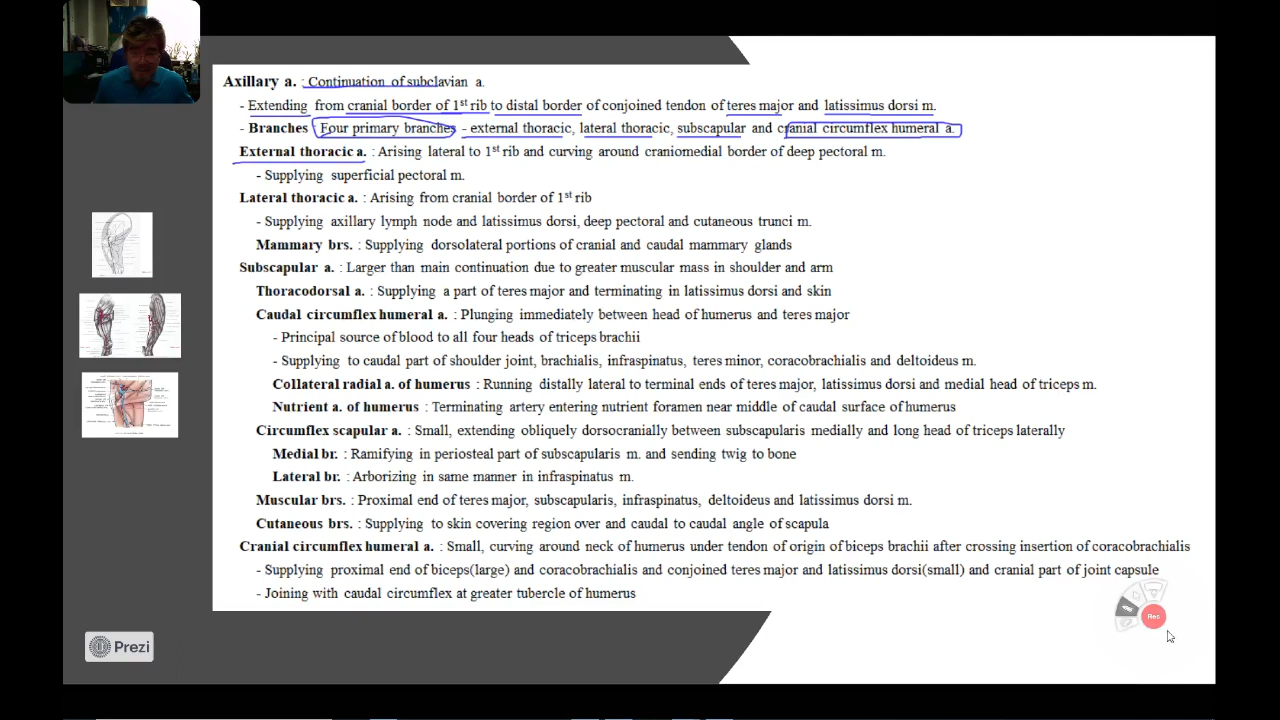 Axillary a. : Continuation of subclavian a.
- Extending from cranial border of 1st rib to distal border of conjoined tendon of teres major and latissimus dorsi m.
- Branches Four primary branches - external thoracic, lateral thoracic, subscapular and cranial circumflex humeral a.
External thoracic a. : Arising lateral to 1st rib and curving around craniomedial border of deep pectoral m.
- Supplying superficial pectoral m.
Lateral thoracic a. : Arising from cranial border of 1st rib
- Supplying axillary lymph node and latissimus dorsi, deep pectoral and cutaneous trunci m.
Mammary brs. : Supplying dorsolateral portions of cranial and caudal mammary glands
Subscapular a. : Larger than main continuation due to greater muscular mass in shoulder and arm
Thoracodorsal a. : Supplying a part of teres major and terminating in latissimus dorsi and skin
Caudal circumflex humeral a. : Plunging immediately between head of humerus and teres major
- Principal source of blood to all four heads of triceps brachii
- Supplying to caudal part of shoulder joint, brachialis, infraspinatus, teres minor, coracobrachialis and deltoideus m.
Collateral radial a. of humerus : Running distally lateral to terminal ends of teres major, latissimus dorsi and medial head of triceps m.
Nutrient a. of humerus : Terminating artery entering nutrient foramen near middle of caudal surface of humerus
Circumflex scapular a. : Small, extending obliquely dorsocranially between subscapularis medially and long head of triceps laterally
Medial br. : Ramifying in periosteal part of subscapularis m. and sending twig to bone
Lateral br. : Arborizing in same manner in infraspinatus m.
Muscular brs. : Proximal end of teres major, subscapularis, infraspinatus, deltoideus and latissimus dorsi m.
Cutaneous brs. : Supplying to skin covering region over and caudal to caudal angle of scapula
Cranial circumflex humeral a. : Small, curving around neck of humerus under tendon of origin of biceps brachii after crossing insertion of coracobrachialis
- Supplying proximal end of biceps(large) and coracobrachialis and conjoined teres major and latissimus dorsi(small) and cranial part of joint capsule
- Joining with caudal circumflex at greater tubercle of humerus
Rec
Prezi